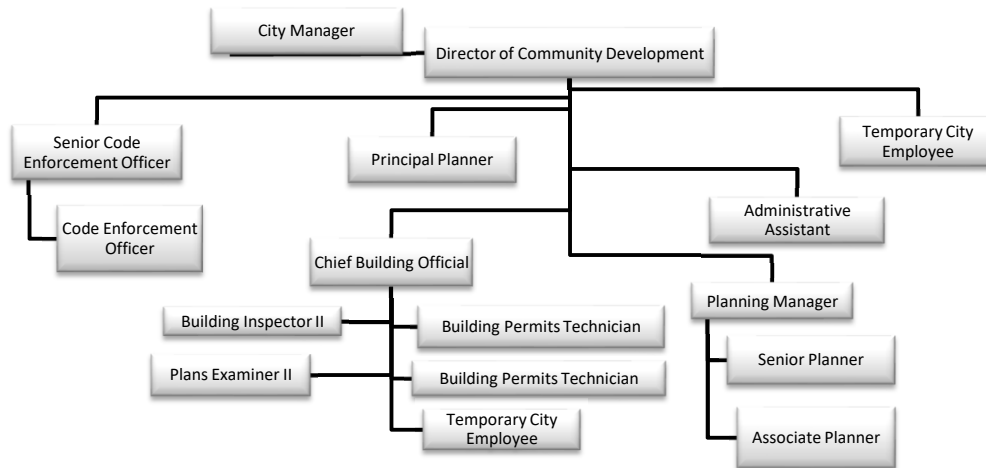 City Manager
Director of Community Development
Senior Code
Enforcement Officer
Principal Planner
Temporary City
Employee
Code Enforcement
Officer
Administrative
Assistant
Chief Building Official
Planning Manager
Building Inspector II
Building Permits Technician
Senior Planner
Plans Examiner II
Building Permits Technician
Temporary City
Employee
Associate Planner